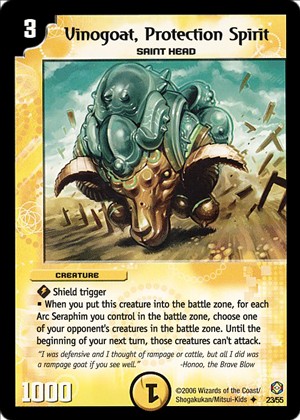 3 Vinogoat, Protection Spirit
SAINT HEAD
CREATURE
Shield trigger
■ When you put this creature into the battle zone, for each
Arc Seraphim you control in the battle zone, choose one
of your opponent's creatures in the battle zone. Until the
beginning of your next turn, those creatures can't attack.
"I was defensive and I thought of rampage or cattle, but all I did was
a rampage goat if you see well." -Honoo, the Brave Blow
1000
1
©2006 Wizards of the Coast/
Shogakukan/Mitsui-Kids ✦ 23/55